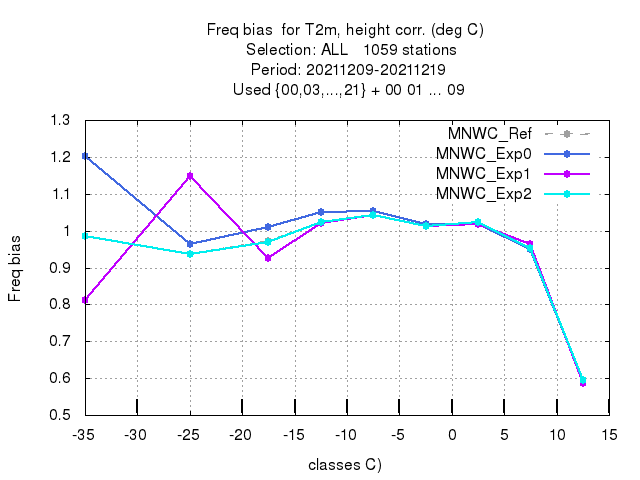 Freq bias  for T2m, height corr. (deg C)
Selection: ALL   1059 stations
Period: 20211209-20211219
Used {00,03,...,21} + 00 01 ... 09
MNWC_Ref
MNWC_Exp0
MNWC_Exp1
MNWC_Exp2
1.3
1.2
1.1
1
0.9
0.8
0.7
0.6
0.5
Freq bias
-35 -30 -25 -20 -15 -10 -5 0 5 10 15
classes C)